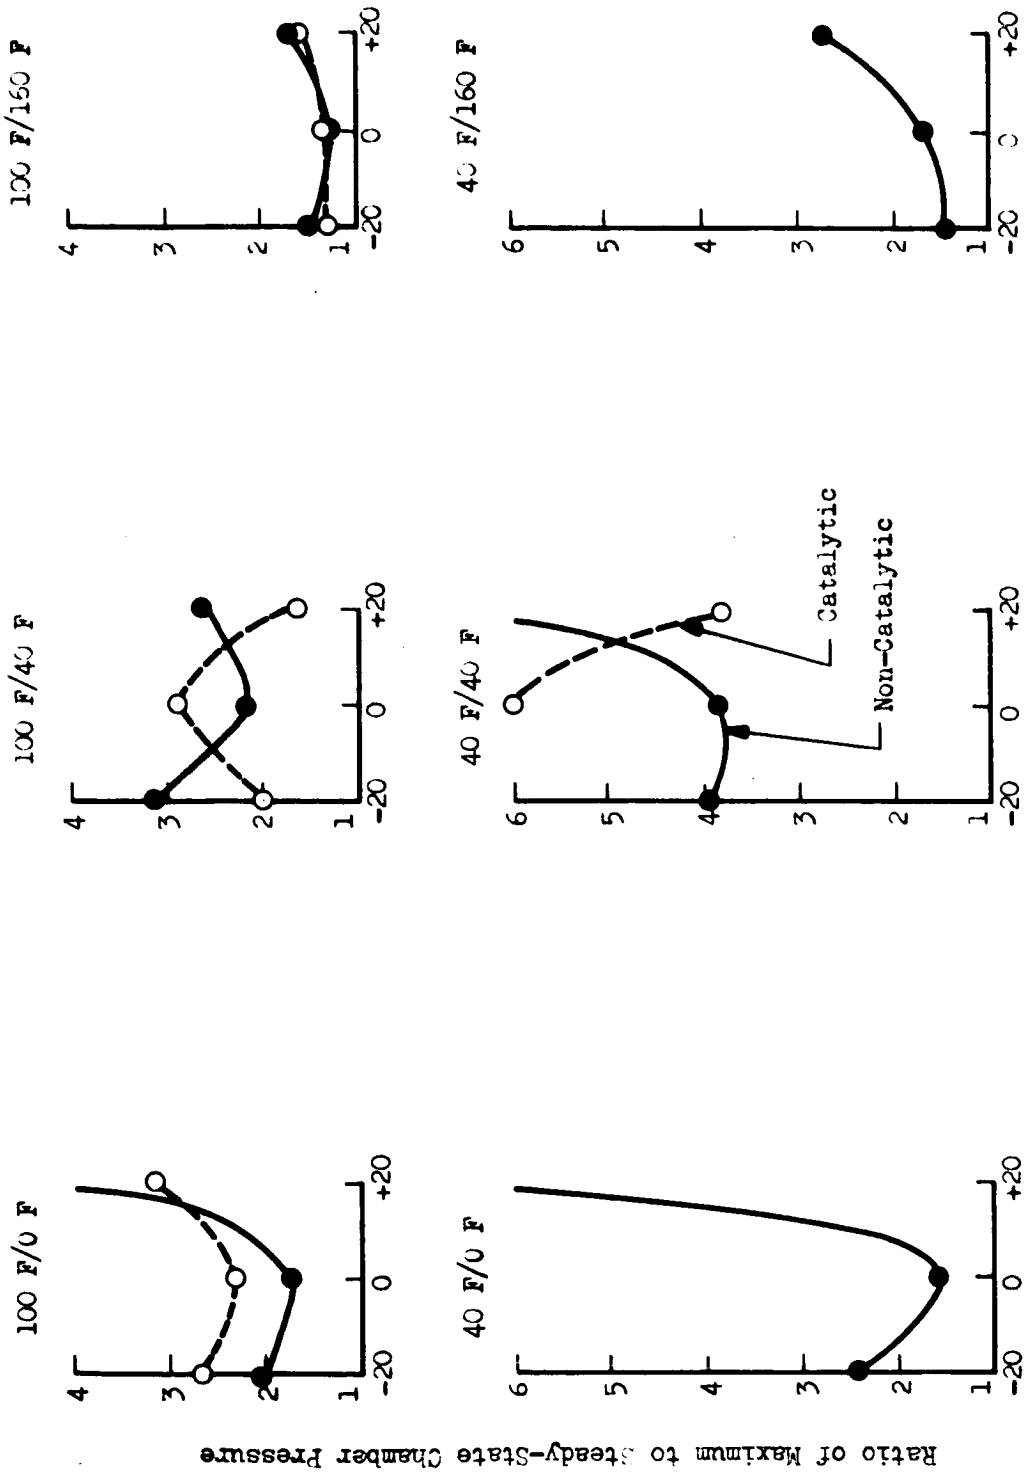 Ratio of Maximum to Steady-State Chamber Pressure
100 F/0 F
4
3
2
1
-20 0 +20
100 F/40 F
4
3
2
1
-20 0 +20
100 F/160 F
4
3
2
1
-20 0 +20
40 F/0 F
6
5
4
3
2
1
-20 0 +20
40 F/40 F
6
5
4
3
2
1
-20 0 +20
Catalytic
Non-Catalytic
40 F/160 F
6
5
4
3
2
1
-20 0 +20